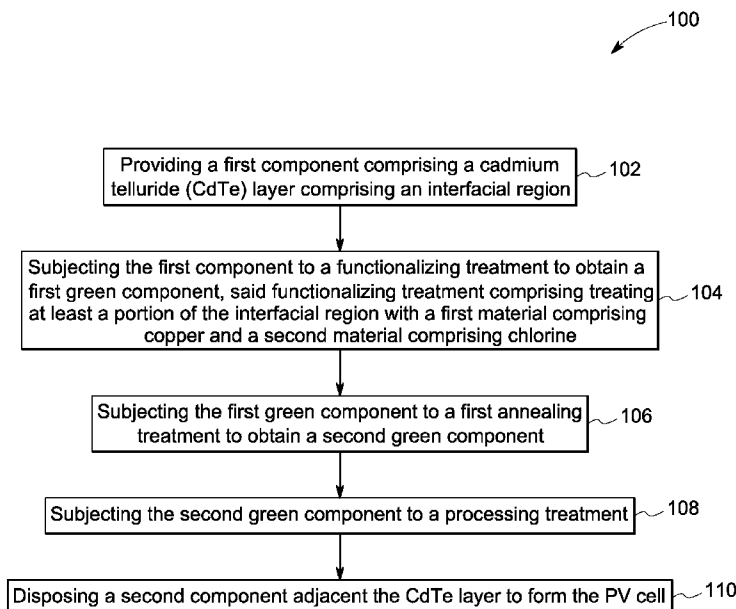 100
Providing a first component comprising a cadmium
telluride (CdTe) layer comprising an interfacial region
102
Subjecting the first component to a functionalizing treatment to obtain a
first green component, said functionalizing treatment comprising treating
at least a portion of the interfacial region with a first material comprising
copper and a second material comprising chlorine
104
Subjecting the first green component to a first annealing
treatment to obtain a second green component
106
Subjecting the second green component to a processing treatment
108
Disposing a second component adjacent the CdTe layer to form the PV cell
110